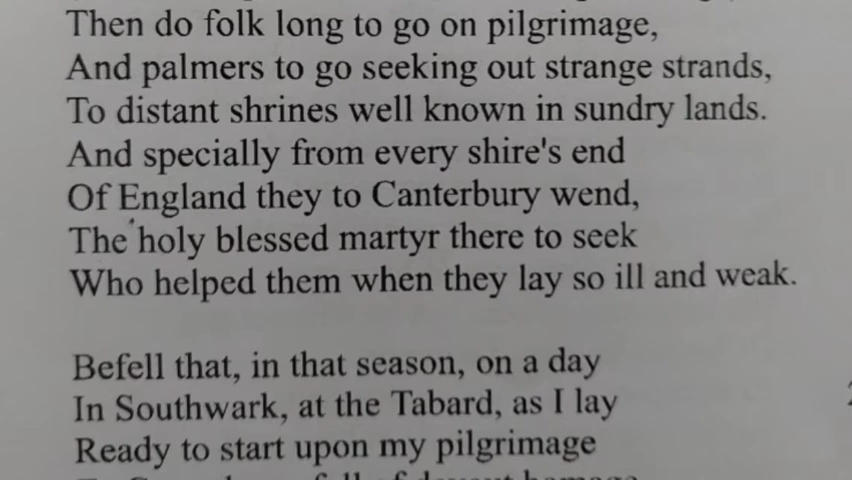 Then do folk long to go on pilgrimage,
And palmers to go seeking out strange strands,
To distant shrines well known in sundry lands.
And specially from every shire's end
Of England they to Canterbury wend,
The holy blessed martyr there to seek
Who helped them when they lay so ill and weak.
Befell that, in that season, on a day
In Southwark, at the Tabard, as I lay
Ready to start upon my pilgrimage